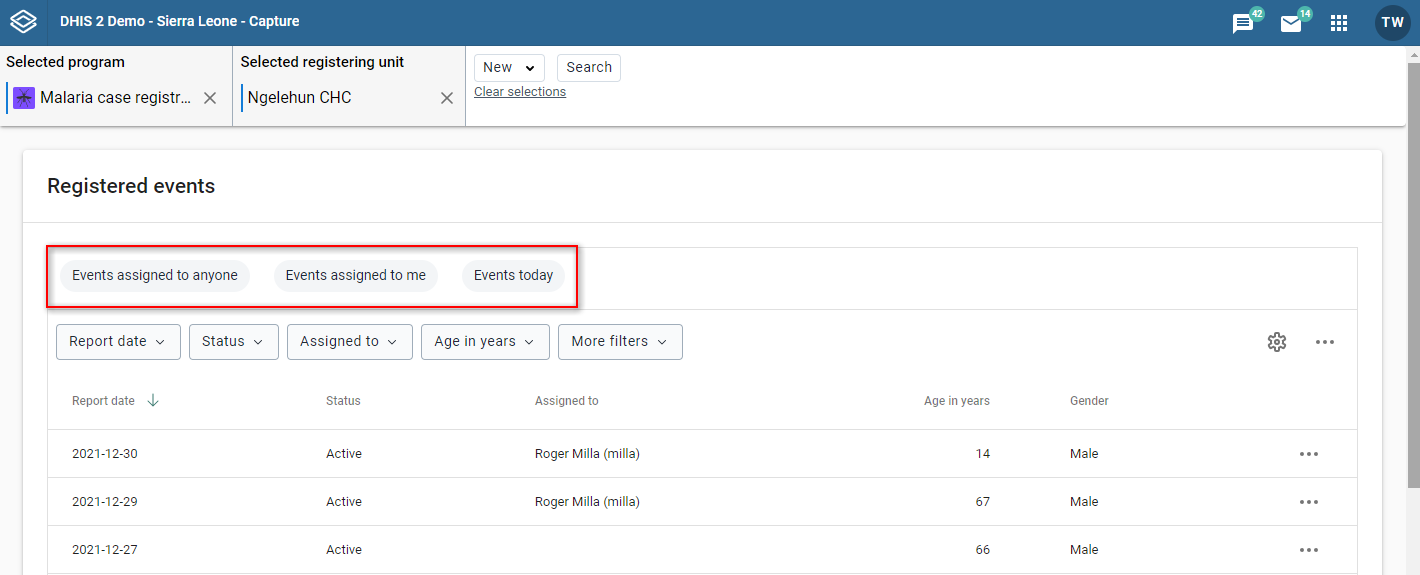 DHIS 2 Demo - Sierra Leone - Capture
42
14
TW
Selected program
Malaria case registr...
Selected registering unit
Ngelehun CHC
New
Search
Clear selections
Registered events
Events assigned to anyone
Events assigned to me
Events today
Report date
Status
Assigned to
Age in years
More filters
Report date Status Assigned to Age in years Gender
2021-12-30 Active Roger Milla (milla) 14 Male
2021-12-29 Active Roger Milla (milla) 67 Male
2021-12-27 Active 66 Male